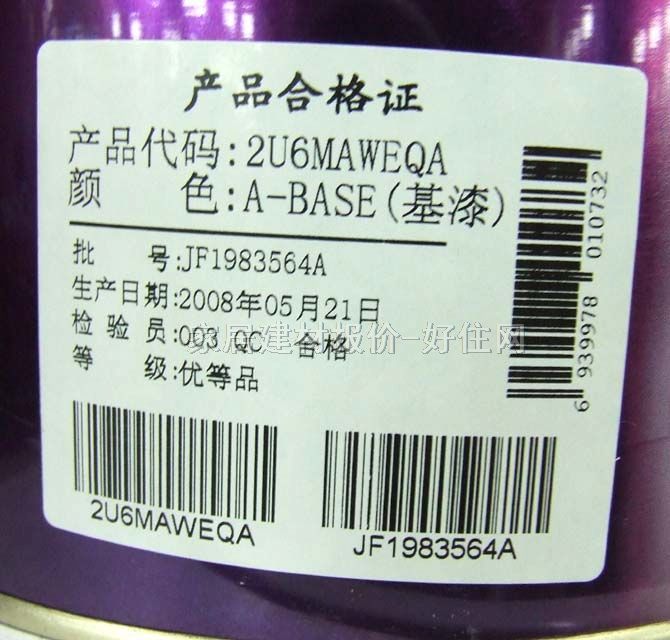 产品合格证
产品代码:2U6MAWEQA
颜 色:A-BASE(基漆)
批 号:JF1983564A
生产日期:2008年05月21日
检验员:003 QC 合格
等 级:优等品
家居建材报价-好住网
6 939978 010732
2U6MAWEQA
JF1983564A